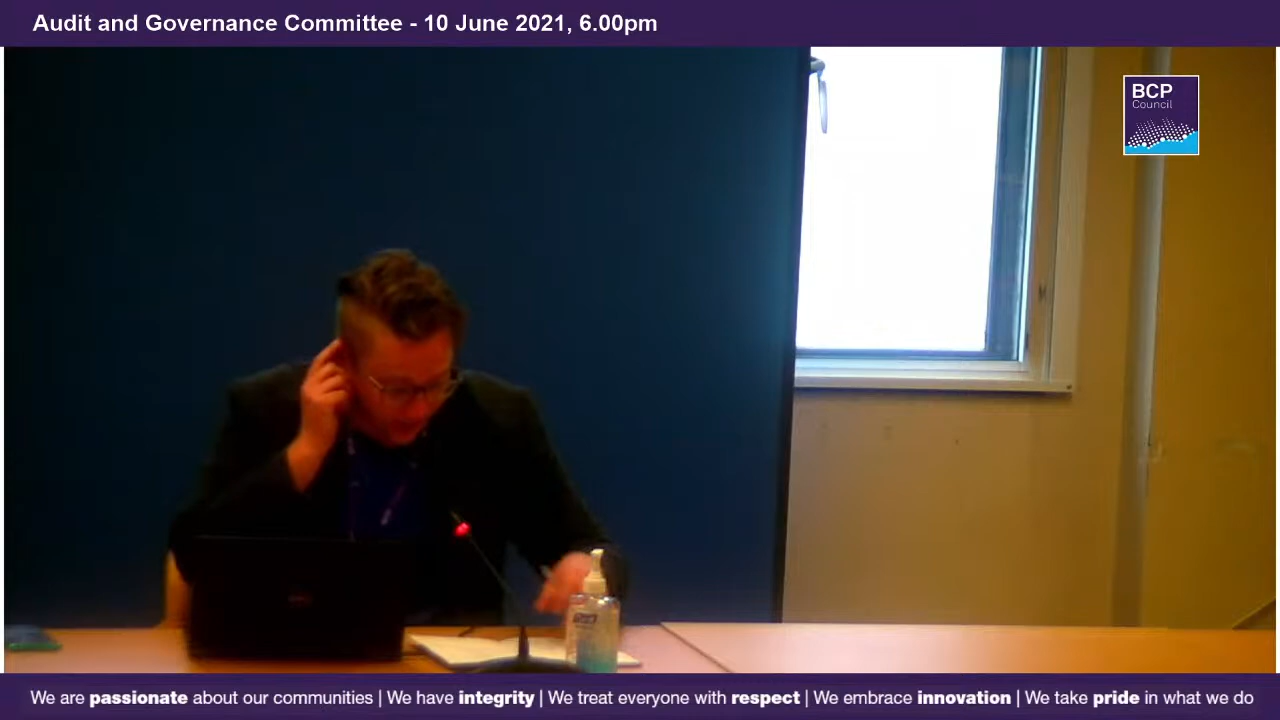 Audit and Governance Committee - 10 June 2021, 6.00pm
BCP
Council
We are passionate about our communities | We have integrity | We treat everyone with respect | We embrace innovation | We take pride in what we do